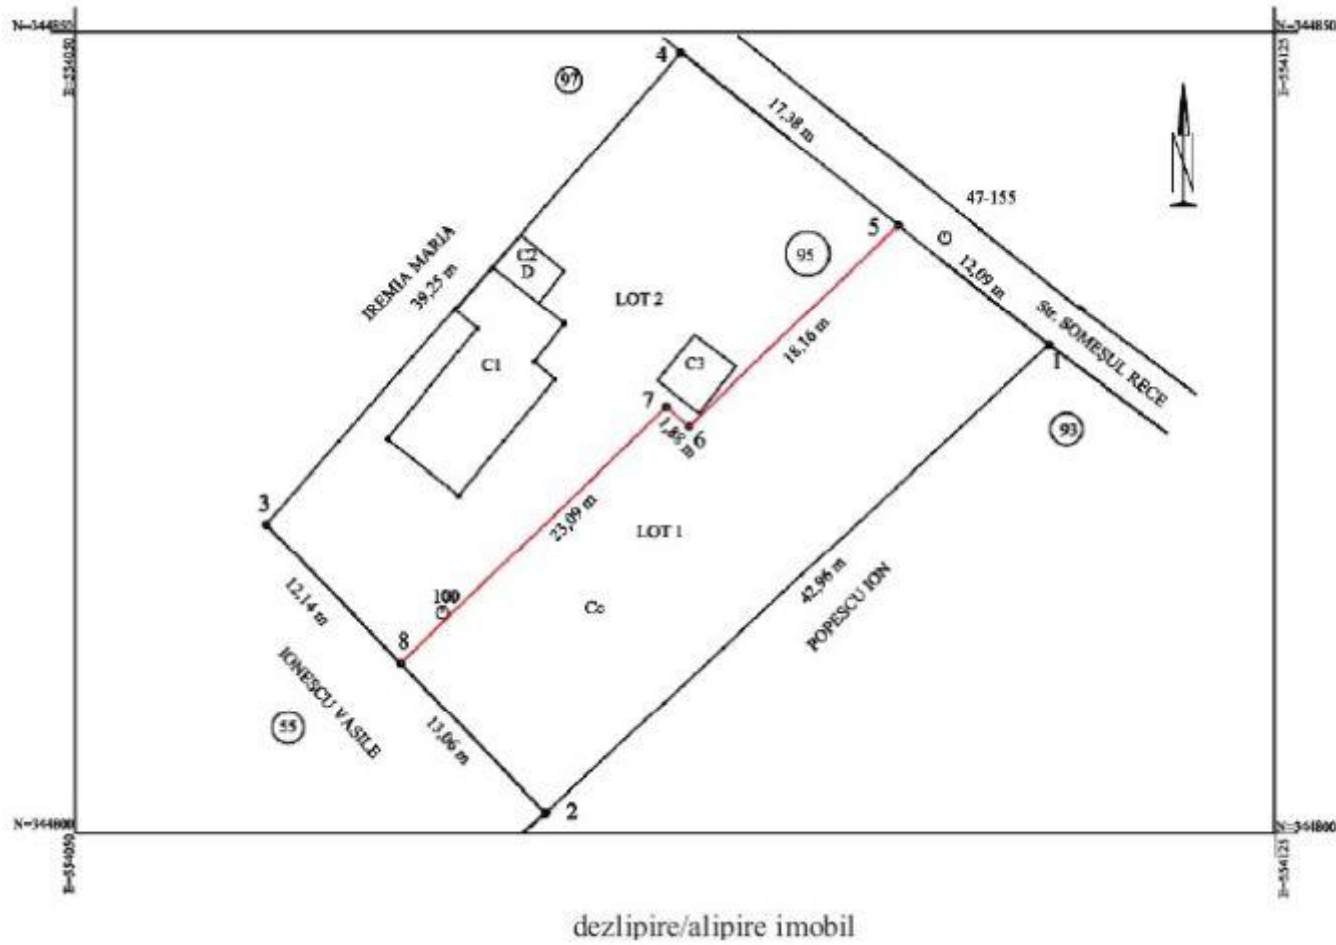 N=344850
N=344850
E=554050
E=554125
4
97
17,38 m
47-155
N
5
95
IREMIA MARIA
39,25 m
C2
D
12,09 m
LOT 2
Str. SOMEȘUL RECE
18,16 m
C1
C3
1
7
1,88 m
6
93
3
23,09 m
LOT 1
42,96 m
POPESCU ION
12,14 m
100
Cc
8
IONESCU VASILE
55
13,06 m
2
N=344800
N=344800
E=554050
E=554125
dezlipire/alipire imobil